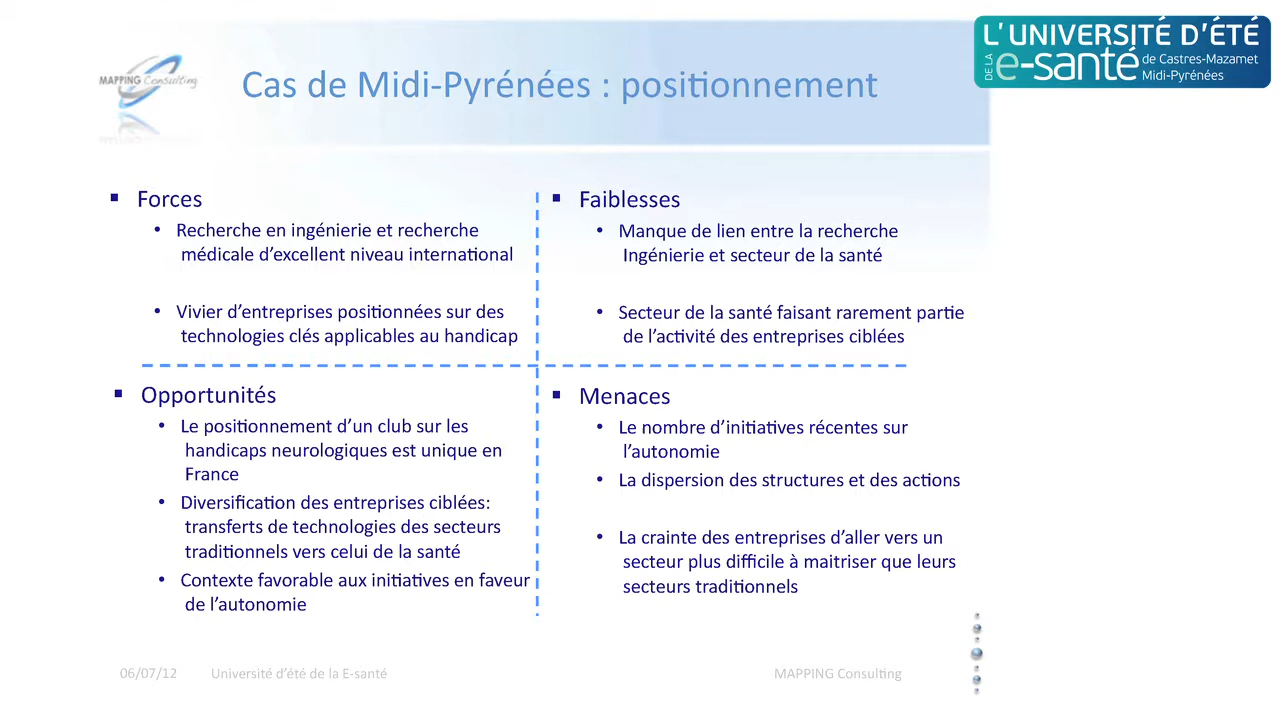 L'UNIVERSITÉ D'ÉTÉ
DE LA e-santé de Castres-Mazamet
Midi-Pyrénées
MAPPING Consulting
Cas de Midi-Pyrénées : positionnement
Forces
• Recherche en ingénierie et recherche
médicale d’excellent niveau international
• Vivier d’entreprises positionnées sur des
technologies clés applicables au handicap
Faiblesses
• Manque de lien entre la recherche
Ingénierie et secteur de la santé
• Secteur de la santé faisant rarement partie
de l’activité des entreprises ciblées
Opportunités
• Le positionnement d’un club sur les
handicaps neurologiques est unique en
France
• Diversification des entreprises ciblées:
transferts de technologies des secteurs
traditionnels vers celui de la santé
• Contexte favorable aux initiatives en faveur
de l’autonomie
Menaces
• Le nombre d’initiatives récentes sur
l’autonomie
• La dispersion des structures et des actions
• La crainte des entreprises d’aller vers un
secteur plus difficile à maitriser que leurs
secteurs traditionnels
06/07/12 Université d’été de la E-santé MAPPING Consulting